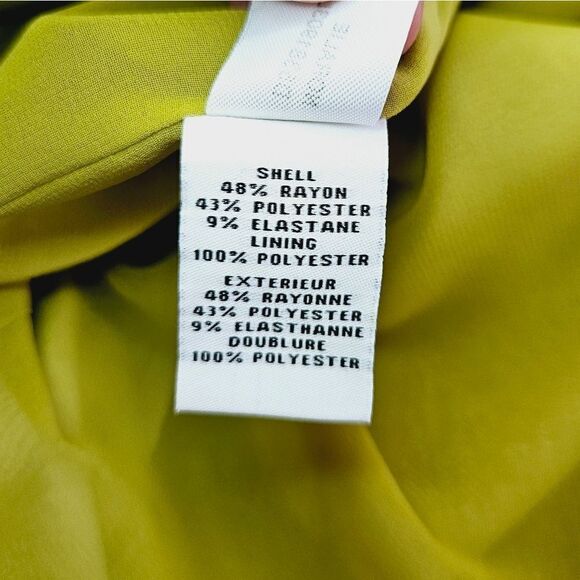 SHELL
48% RAYON
43% POLYESTER
9% ELASTANE
LINING
100% POLYESTER
EXTERIEUR
48% RAYONNE
43% POLYESTER
9% ELASTHANNE
DOUBLURE
100% POLYESTER